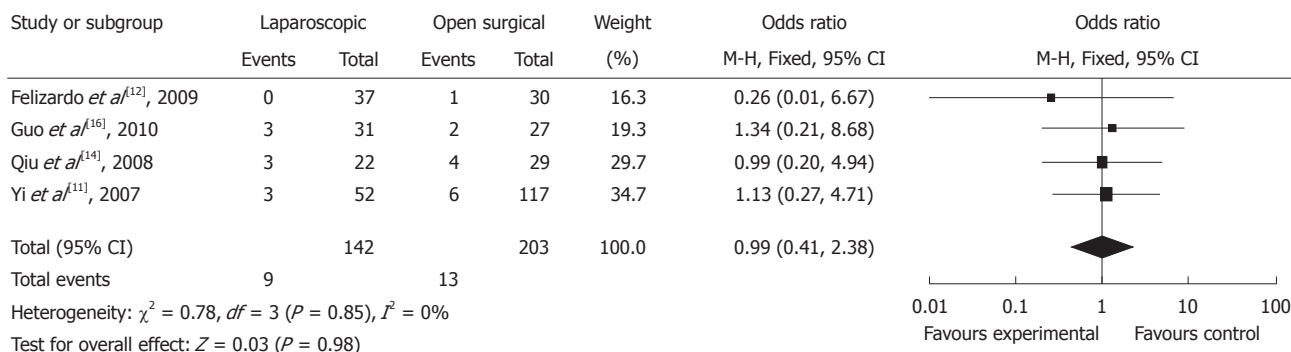 Study or subgroup Laparoscopic Open surgical Weight Odds ratio Odds ratio
Events Total Events Total (%) M-H, Fixed, 95% CI M-H, Fixed, 95% CI
Felizardo et al[12], 2009 0 37 1 30 16.3 0.26 (0.01, 6.67)
Guo et al[16], 2010 3 31 2 27 19.3 1.34 (0.21, 8.68)
Qiu et al[14], 2008 3 22 4 29 29.7 0.99 (0.20, 4.94)
Yi et al[11], 2007 3 52 6 117 34.7 1.13 (0.27, 4.71)
Total (95% CI) 142 203 100.0 0.99 (0.41, 2.38)
Total events 9 13
Heterogeneity: χ² = 0.78, df = 3 (P = 0.85), I² = 0%
Test for overall effect: Z = 0.03 (P = 0.98)
0.01 0.1 1 10 100
Favours experimental Favours control